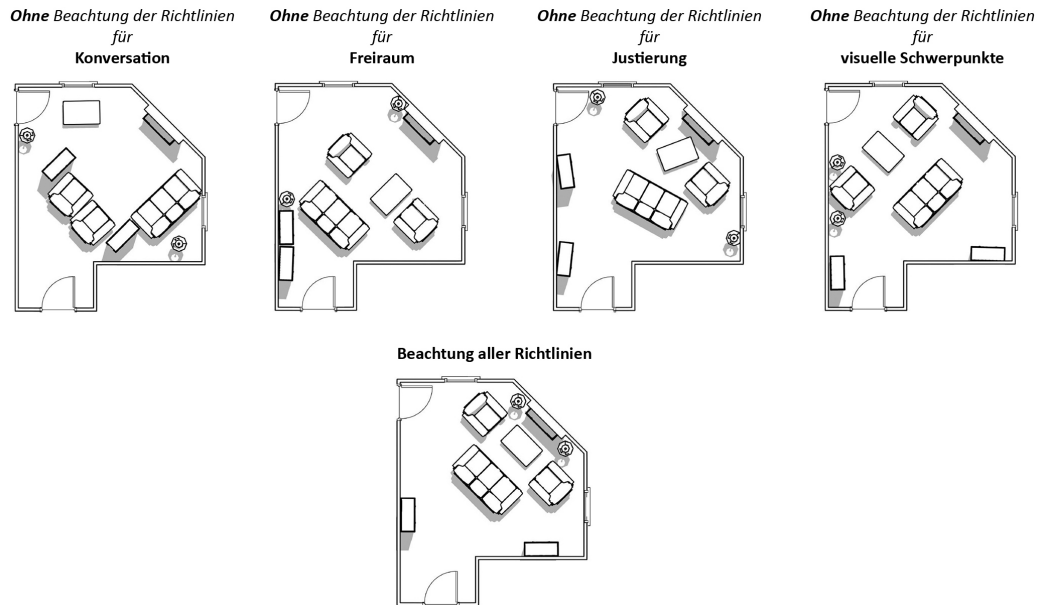 Ohne Beachtung der Richtlinien
für
Konversation
Ohne Beachtung der Richtlinien
für
Freiraum
Ohne Beachtung der Richtlinien
für
Justierung
Ohne Beachtung der Richtlinien
für
visuelle Schwerpunkte
Beachtung aller Richtlinien